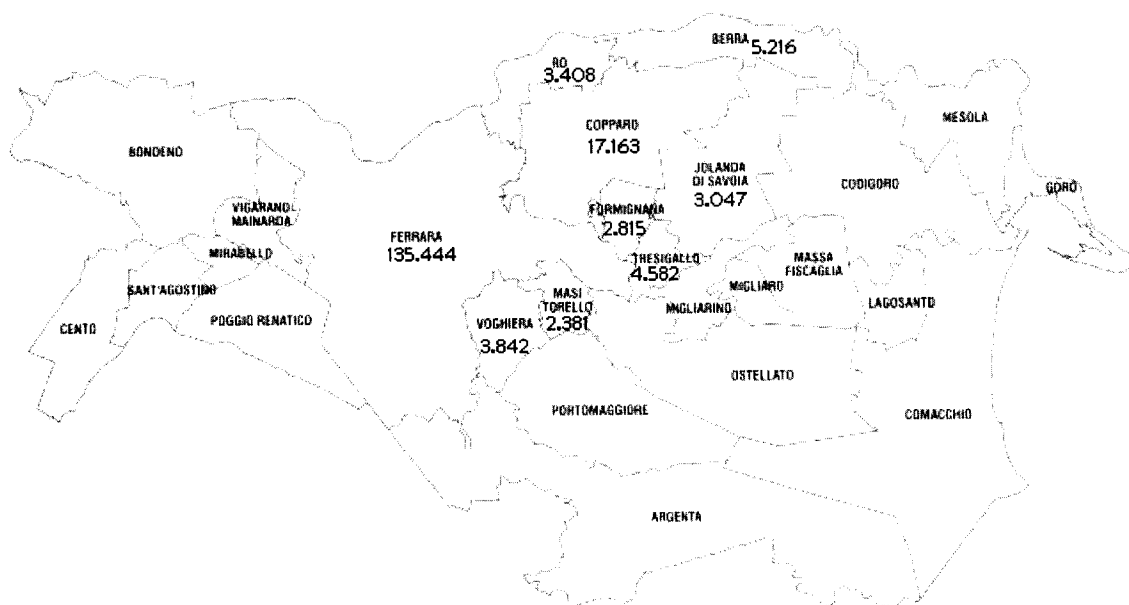 BERRA 5.216
RO
3.408
COPPARO
17.163
MESOLA
BONDENO
JOLANDA
DI SAVOIA
3.047
CODIGORO
GORO
VIGARANO
MAINARDA
FORMIGNANA
2.815
FERRARA
135.444
MIRABELLO
TRESIGALLO
4.582
MASSA
FISCAGLIA
MIGLIARO
SANT'AGOSTINO
MASI
TORELLO
2.381
MIGLIARINO
LAGOSANTO
CENTO
POGGIO RENATICO
VOGHIERA
3.842
OSTELLATO
PORTOMAGGIORE
COMACCHIO
ARGENTA